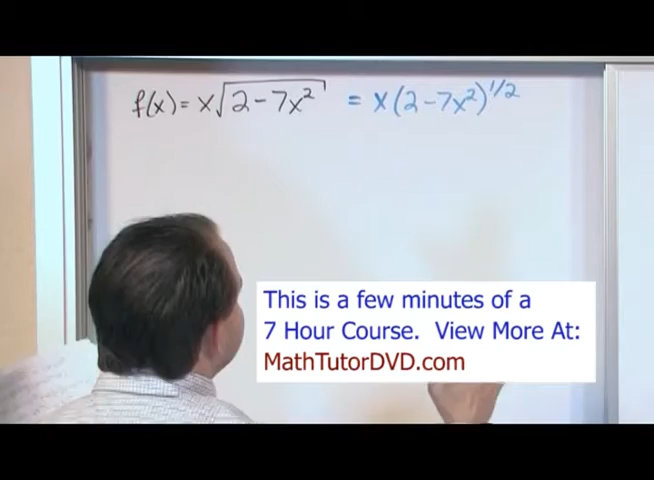 f(x) = x√(2 - 7x²) = x(2 - 7x²)^1/2
This is a few minutes of a
7 Hour Course. View More At:
MathTutorDVD.com